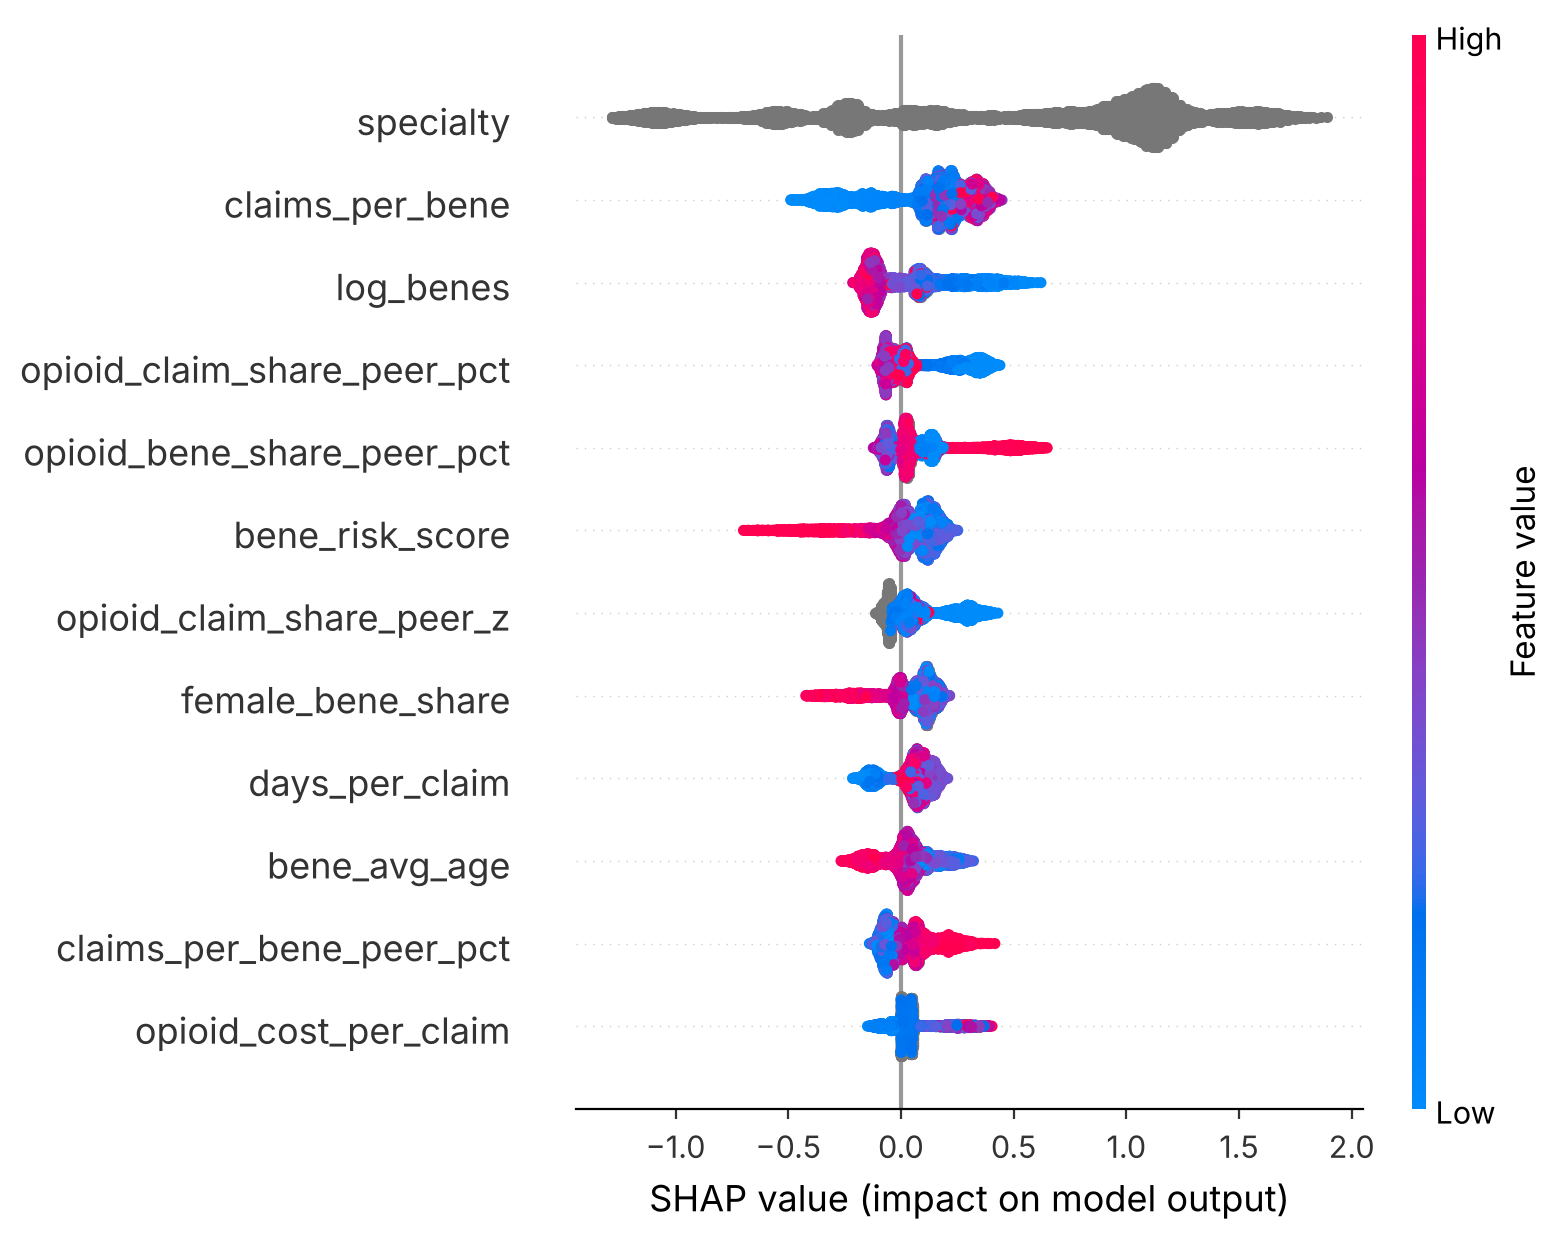 High
specialty
claims_per_bene
log_benes
opioid_claim_share_peer_pct
opioid_bene_share_peer_pct
bene_risk_score
opioid_claim_share_peer_z
female_bene_share
days_per_claim
bene_avg_age
claims_per_bene_peer_pct
opioid_cost_per_claim
Feature value
Low
−1.0 −0.5 0.0 0.5 1.0 1.5 2.0
SHAP value (impact on model output)